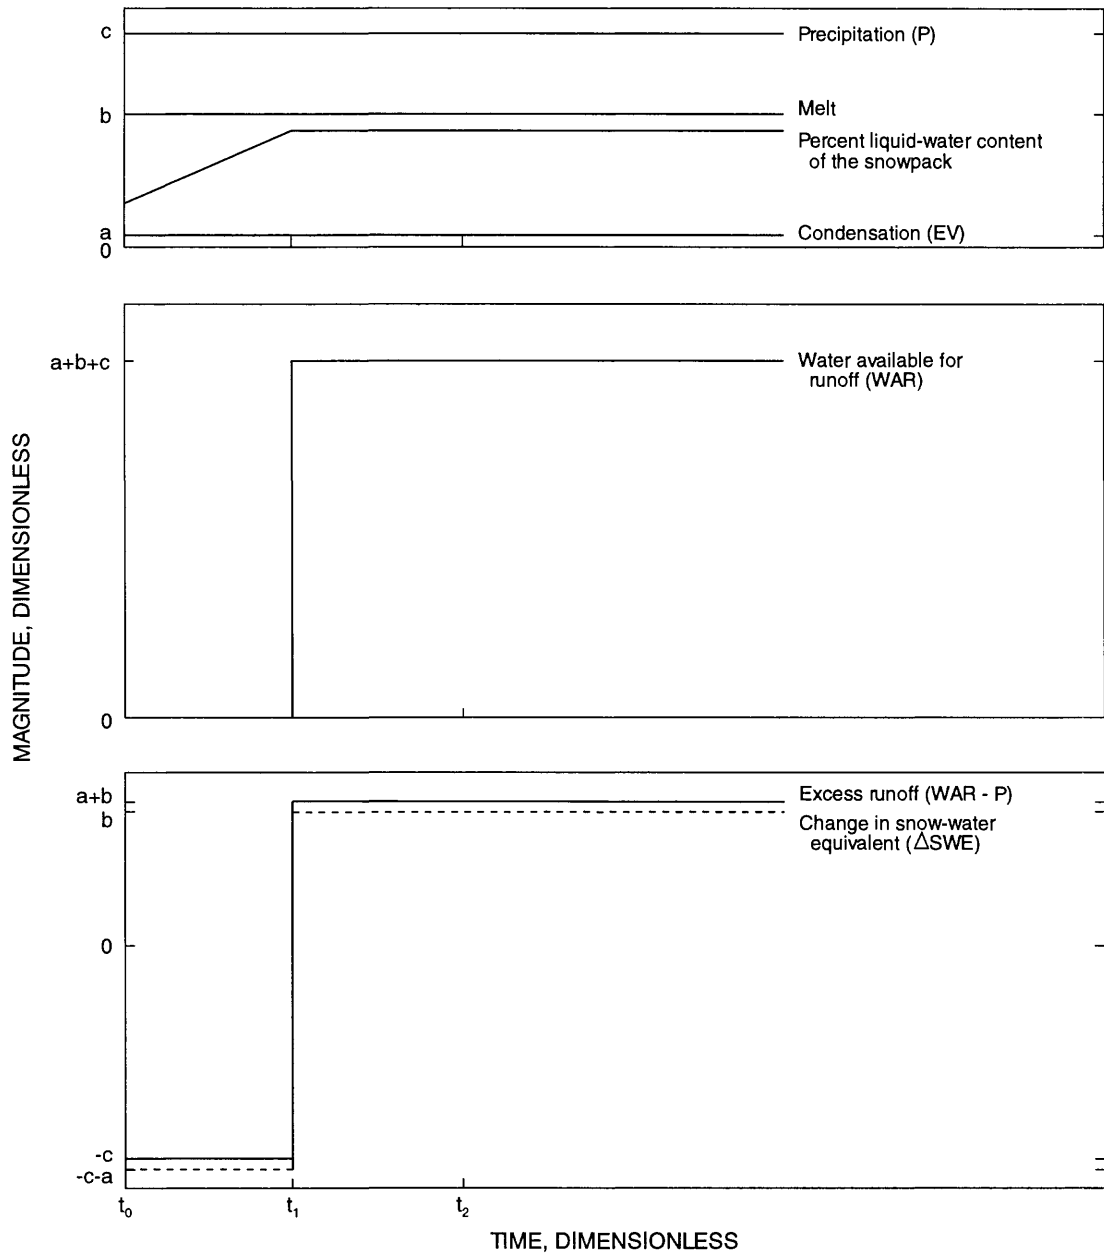 c
Precipitation (P)
b
Melt
Percent liquid-water content
of the snowpack
a
Condensation (EV)
0
a+b+c
Water available for
runoff (WAR)
0
MAGNITUDE, DIMENSIONLESS
a+b
Excess runoff (WAR - P)
b
Change in snow-water
equivalent (ΔSWE)
0
-c
-c-a
t₀ t₁ t₂
TIME, DIMENSIONLESS